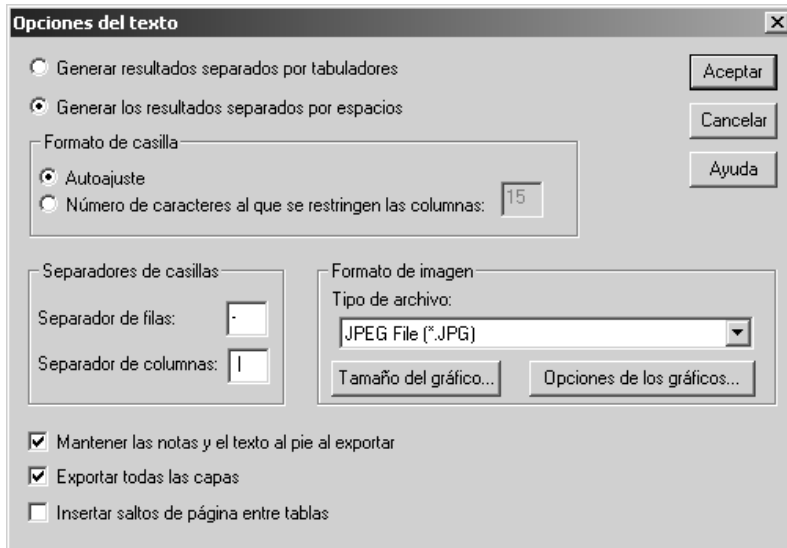 Opciones del texto
Generar resultados separados por tabuladores
Generar los resultados separados por espacios
Aceptar
Cancelar
Ayuda
Formato de casilla
Autoajuste
Número de caracteres al que se restringen las columnas: 15
Separadores de casillas
Separador de filas: -
Separador de columnas: |
Formato de imagen
Tipo de archivo:
JPEG File (*.JPG)
Tamaño del gráfico...
Opciones de los gráficos...
Mantener las notas y el texto al pie al exportar
Exportar todas las capas
Insertar saltos de página entre tablas